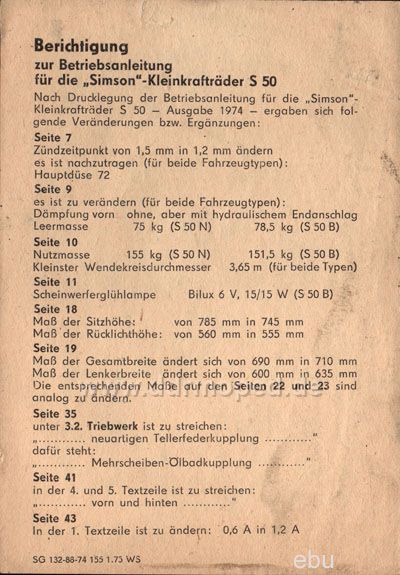 Berichtigung
zur Betriebsanleitung
für die „Simson“-Kleinkrafträder S 50
Nach Drucklegung der Betriebsanleitung für die „Simson“-
Kleinkrafträder S 50 – Ausgabe 1974 – ergaben sich fol-
gende Veränderungen bzw. Ergänzungen:
Seite 7
Zündzeitpunkt von 1,5 mm in 1,2 mm ändern
es ist nachzutragen (für beide Fahrzeugtypen):
Hauptdüse 72
Seite 9
es ist zu verändern (für beide Fahrzeugtypen):
Dämpfung vorn ohne, aber mit hydraulischem Endanschlag
Leermasse 75 kg (S 50 N) 78,5 kg (S 50 B)
Seite 10
Nutzmasse 155 kg (S 50 N) 151,5 kg (S 50 B)
Kleinster Wendekreisdurchmesser 3,65 m (für beide Typen)
Seite 11
Scheinwerferglühlampe Bilux 6 V, 15/15 W (S 50 B)
Seite 18
Maß der Sitzhöhe: von 785 mm in 745 mm
Maß der Rücklichthöhe: von 560 mm in 555 mm
Seite 19
Maß der Gesamtbreite ändert sich von 690 mm in 710 mm
Maß der Lenkerbreite ändert sich von 600 mm in 635 mm
Die entsprechenden Maße auf den Seiten 22 und 23 sind
analog zu ändern.
Seite 35
unter 3.2. Triebwerk ist zu streichen:
„............ neuartigen Tellerfederkupplung ............“
dafür steht:
„............ Mehrscheiben-Ölbadkupplung ............“
Seite 41
in der 4. und 5. Textzeile ist zu streichen:
„............ vorn und hinten ............“
Seite 43
In der 1. Textzeile ist zu ändern: 0,6 A in 1,2 A
SG 132-88-74 155 1.75 WS
ebu